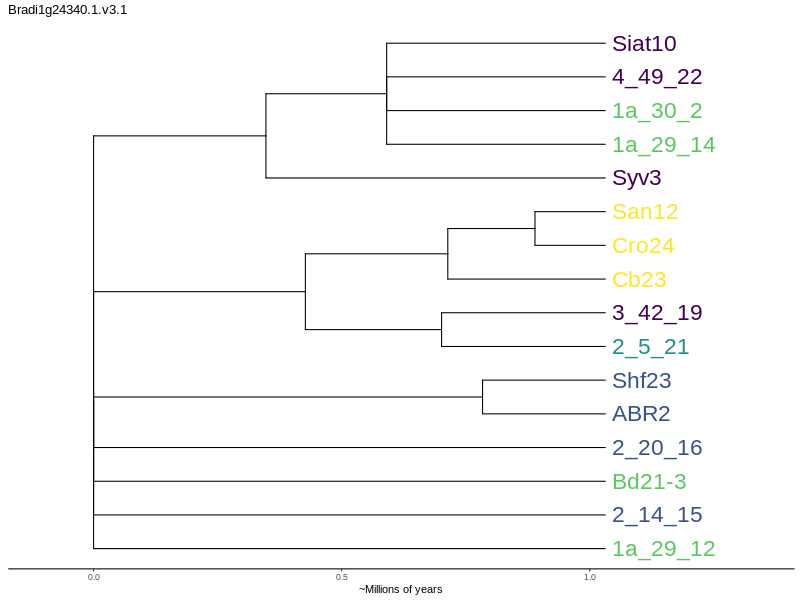 Bradi1g24340.1.v3.1
Siat10
4_49_22
1a_30_2
1a_29_14
Syv3
San12
Cro24
Cb23
3_42_19
2_5_21
Shf23
ABR2
2_20_16
Bd21-3
2_14_15
1a_29_12
0.0 0.5 1.0
~Millions of years